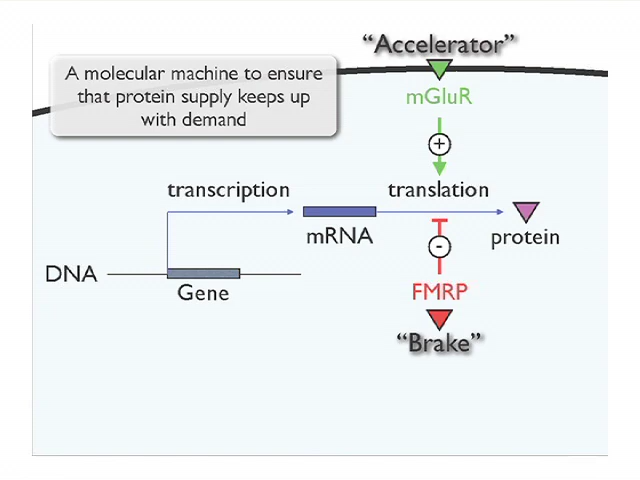 “Accelerator”
A molecular machine to ensure
that protein supply keeps up
with demand
mGluR
+
transcription
translation
mRNA
protein
-
DNA
Gene
FMRP
“Brake”